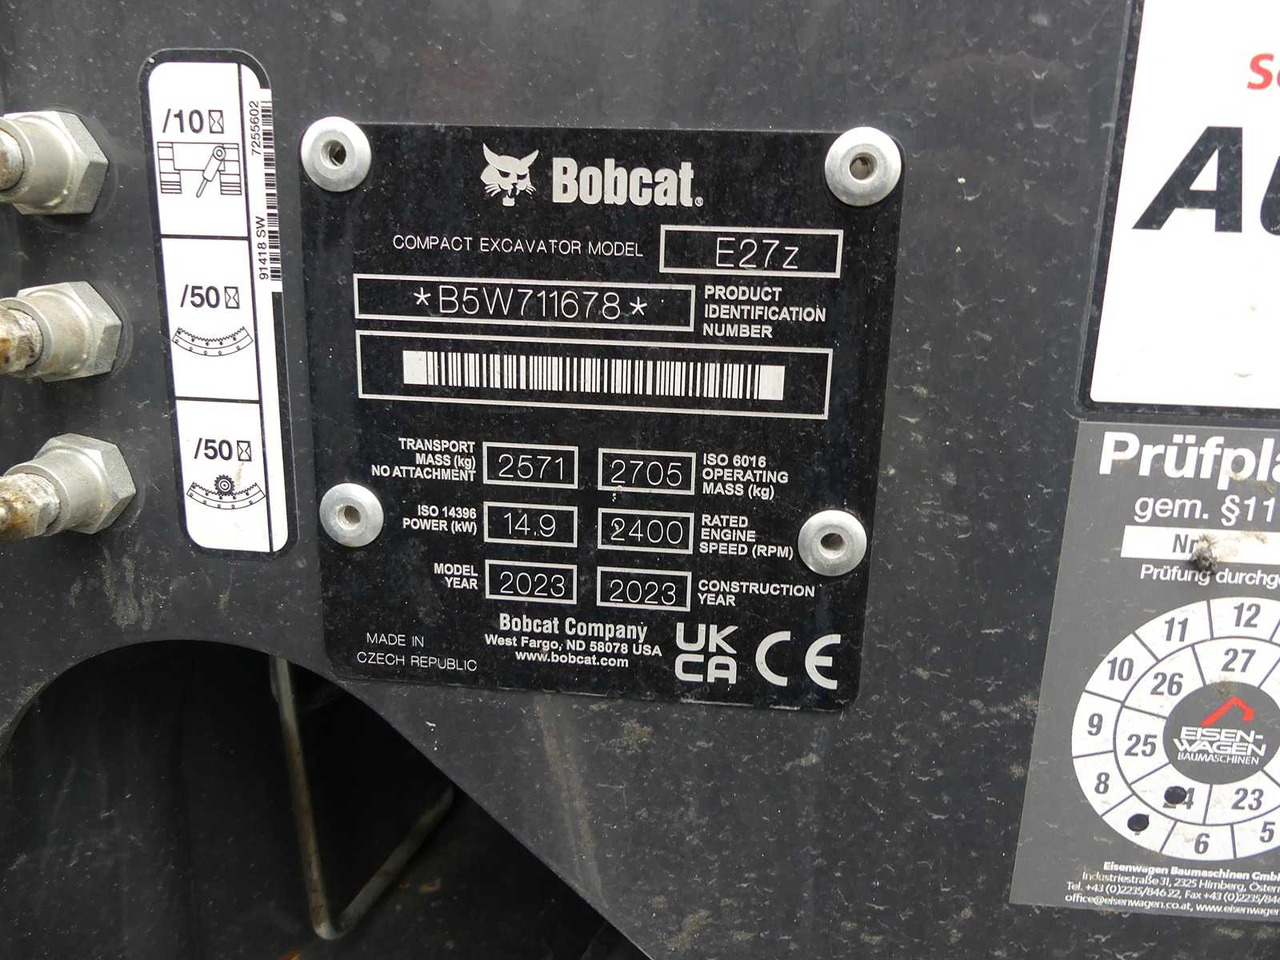 /10
/50
/50
7255602
91418 SW
Bobcat®
COMPACT EXCAVATOR MODEL E27z
*B5W711678* PRODUCT IDENTIFICATION NUMBER
TRANSPORT MASS (kg) NO ATTACHMENT 2571 2705 ISO 6016 OPERATING MASS (kg)
ISO 14396 POWER (kW) 14.9 2400 RATED ENGINE SPEED (RPM)
MODEL YEAR 2023 2023 CONSTRUCTION YEAR
MADE IN
CZECH REPUBLIC
Bobcat Company
West Fargo, ND 58078 USA
www.bobcat.com
UK
CA
CE
Prüfpla
gem. §11
Nr
Prüfung durchge
12
11
10
9
8
6
5
27
26
25
24
23
EISEN-
WAGEN
BAUMASCHINEN
Eisenwagen Baumaschinen Gmb
Industriestraße 31, 2325 Himberg, Österr
Tel. +43 (0)2235/846 22, Fax +43 (0)2235/84
office@eisenwagen.co.at, www.eisenwagen